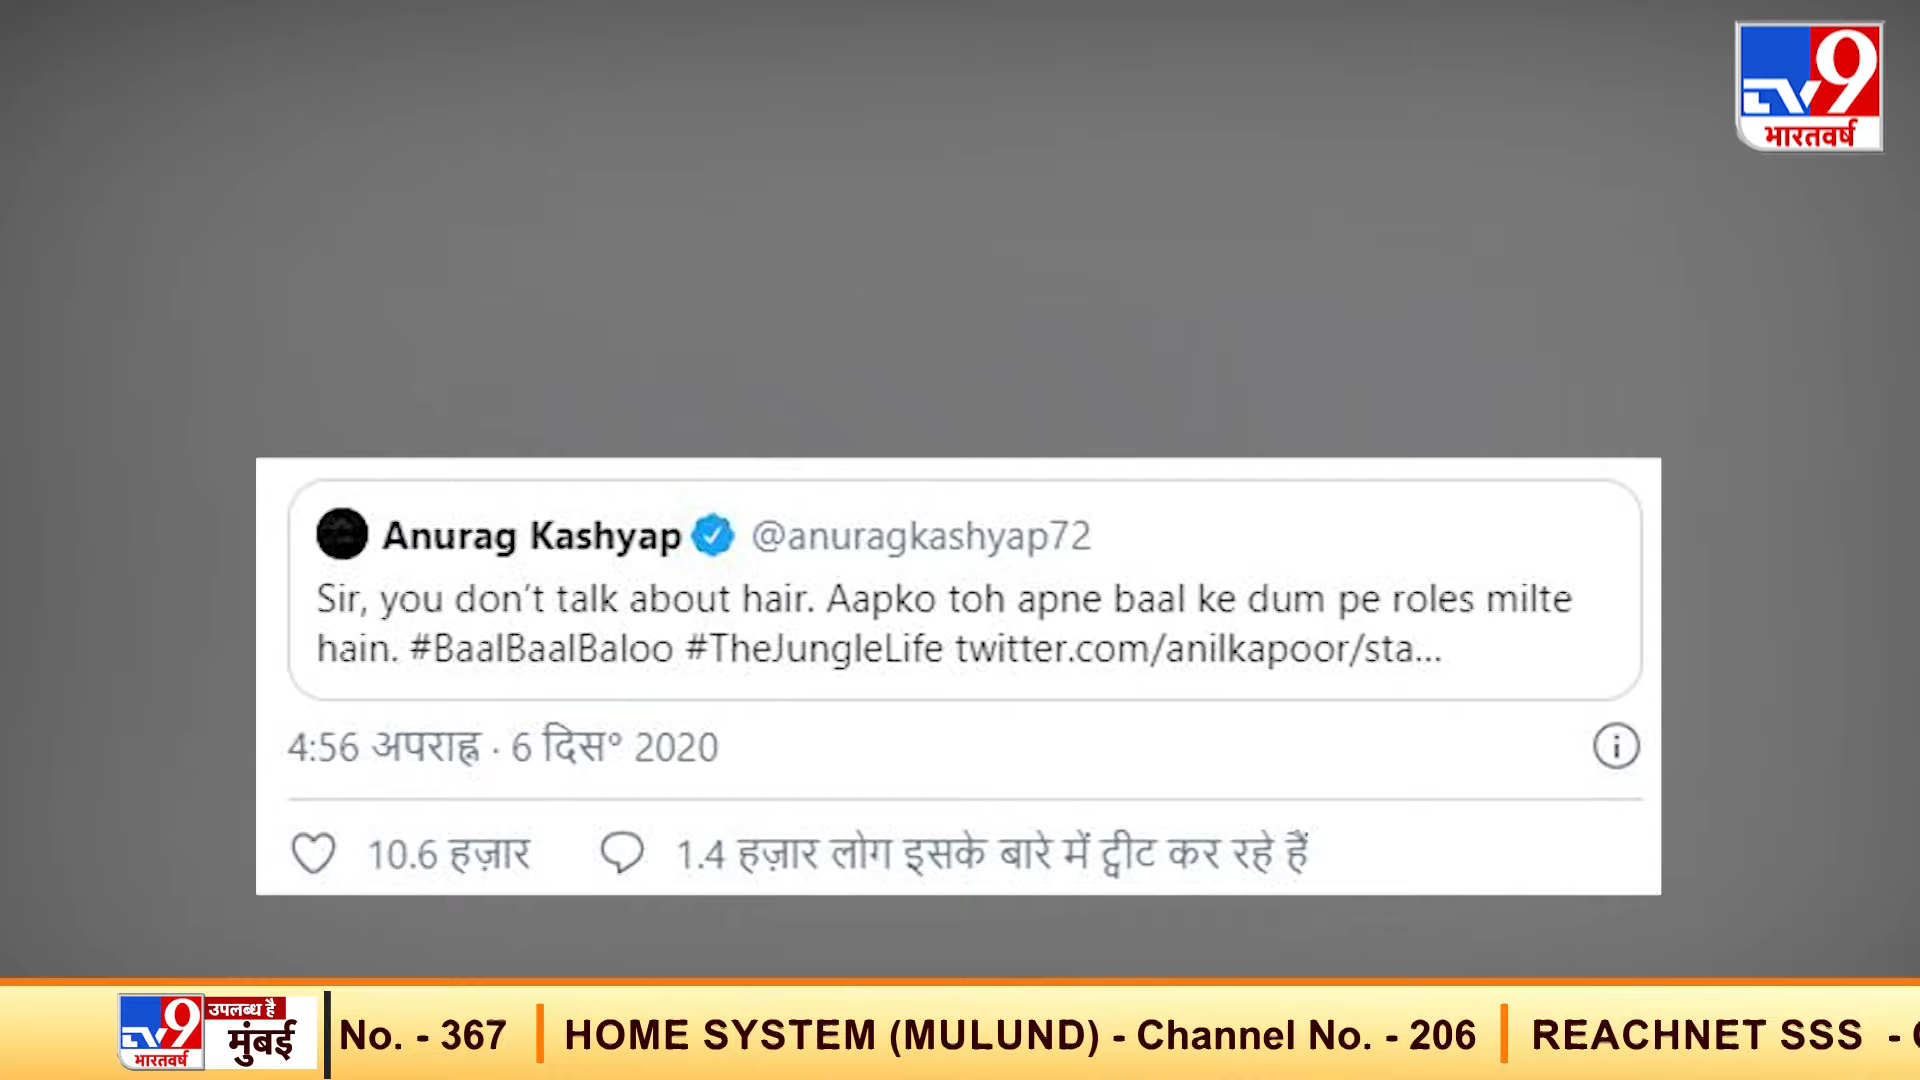 TV9
भारतवर्ष
Anurag Kashyap @anuragkashyap72
Sir, you don’t talk about hair. Aapko toh apne baal ke dum pe roles milte
hain. #BaalBaalBaloo #TheJungleLife twitter.com/anilkapoor/sta...
4:56 अपराह्न · 6 दिस॰ 2020
10.6 हज़ार 1.4 हज़ार लोग इसके बारे में ट्वीट कर रहे हैं
TV9 भारतवर्ष उपलब्ध है मुंबई No. - 367 HOME SYSTEM (MULUND) - Channel No. - 206 REACHNET SSS -